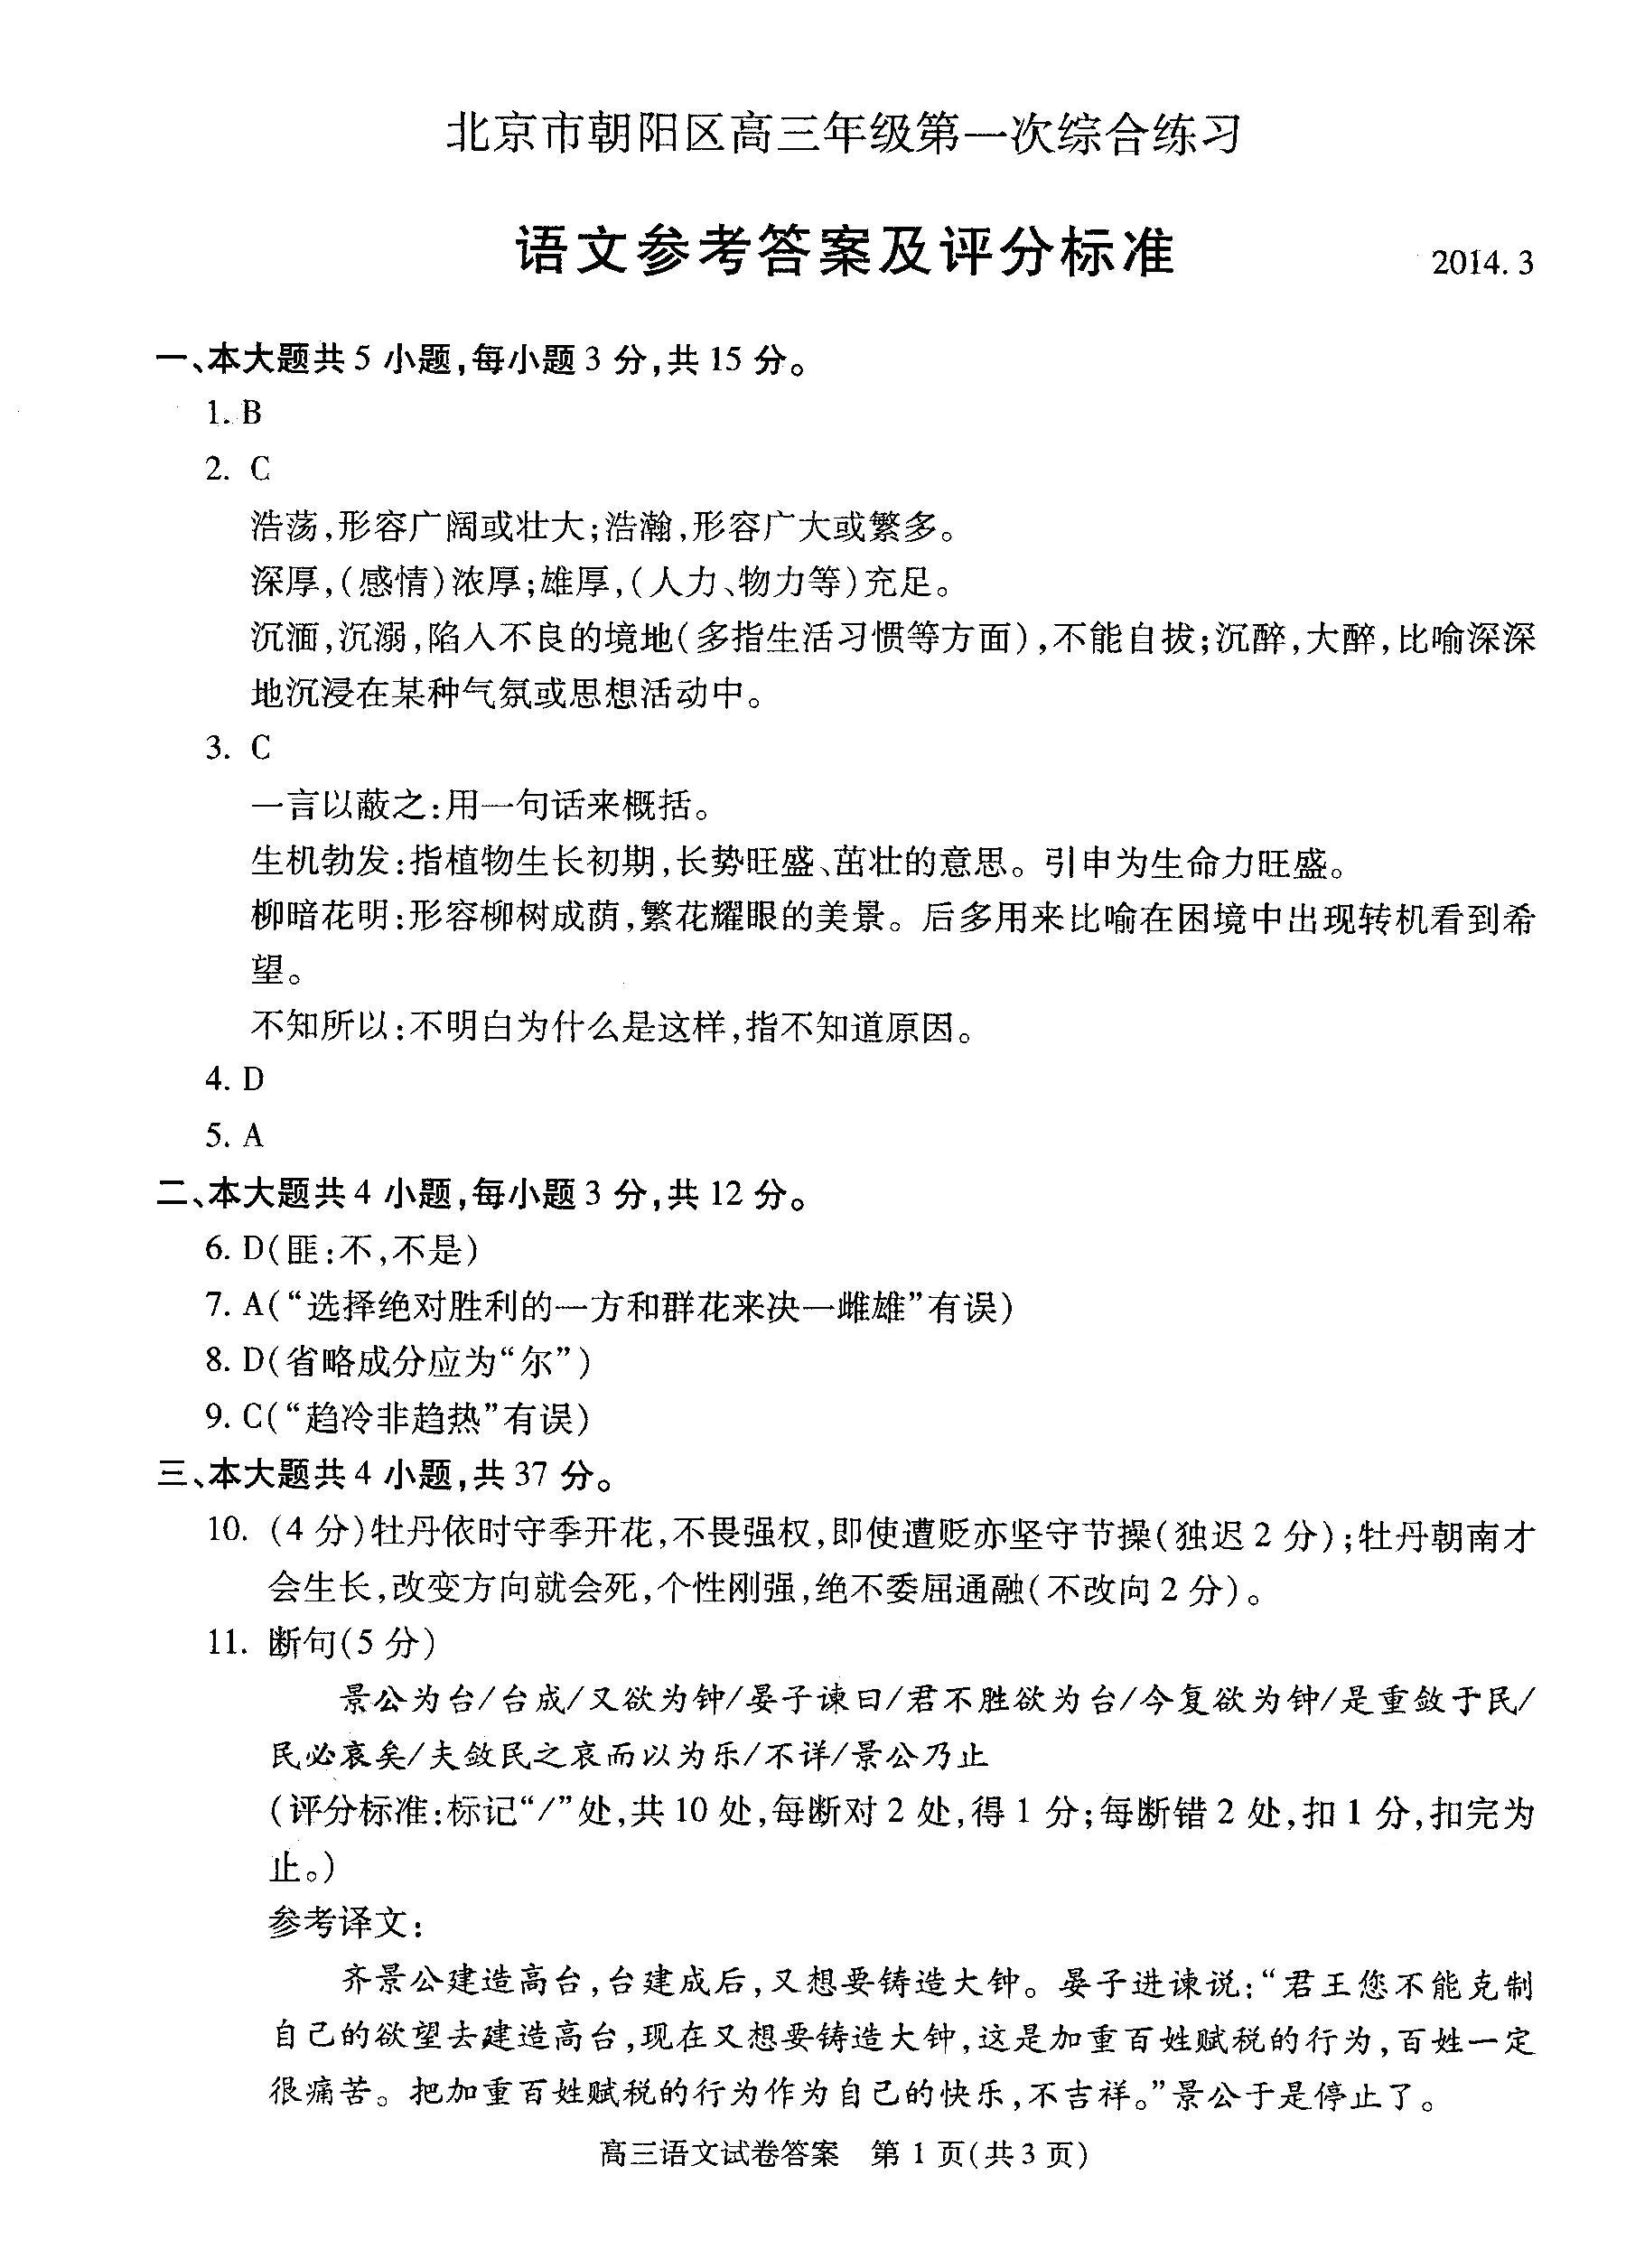 北京市朝阳区高三年级第一次综合练习
语文参考答案及评分标准 2014.3
一、本大题共5小题,每小题3分,共15分。
1. B
2. C
浩荡,形容广阔或壮大;浩瀚,形容广大或繁多。
深厚,(感情)浓厚;雄厚,(人力、物力等)充足。
沉湎,沉溺,陷入不良的境地(多指生活习惯等方面),不能自拔;沉醉,大醉,比喻深深
地沉浸在某种气氛或思想活动中。
3. C
一言以蔽之:用一句话来概括。
生机勃发:指植物生长初期,长势旺盛、茁壮的意思。引申为生命力旺盛。
柳暗花明:形容柳树成荫,繁花耀眼的美景。后多用来比喻在困境中出现转机看到希
望。
不知所以:不明白为什么是这样,指不知道原因。
4. D
5. A
二、本大题共4小题,每小题3分,共12分。
6. D(匪:不,不是)
7. A(“选择绝对胜利的一方和群花来决一雌雄”有误)
8. D(省略成分应为“尔”)
9. C(“趋冷非趋热”有误)
三、本大题共4小题,共37分。
10. (4分)牡丹依时守季开花,不畏强权,即使遭贬亦坚守节操(独迟2分);牡丹朝南才
会生长,改变方向就会死,个性刚强,绝不委屈通融(不改向2分)。
11. 断句(5分)
景公为台/台成/又欲为钟/晏子谏曰/君不胜欲为台/今复欲为钟/是重敛于民/
民必哀矣/夫敛民之哀而以为乐/不详/景公乃止
(评分标准:标记“/”处,共10处,每断对2处,得1分;每断错2处,扣1分,扣完为
止。)
参考译文:
齐景公建造高台,台建成后,又想要铸造大钟。晏子进谏说:“君王您不能克制
自己的欲望去建造高台,现在又想要铸造大钟,这是加重百姓赋税的行为,百姓一定
很痛苦。把加重百姓赋税的行为作为自己的快乐,不吉祥。”景公于是停止了。
高三语文试卷答案 第1页(共3页)